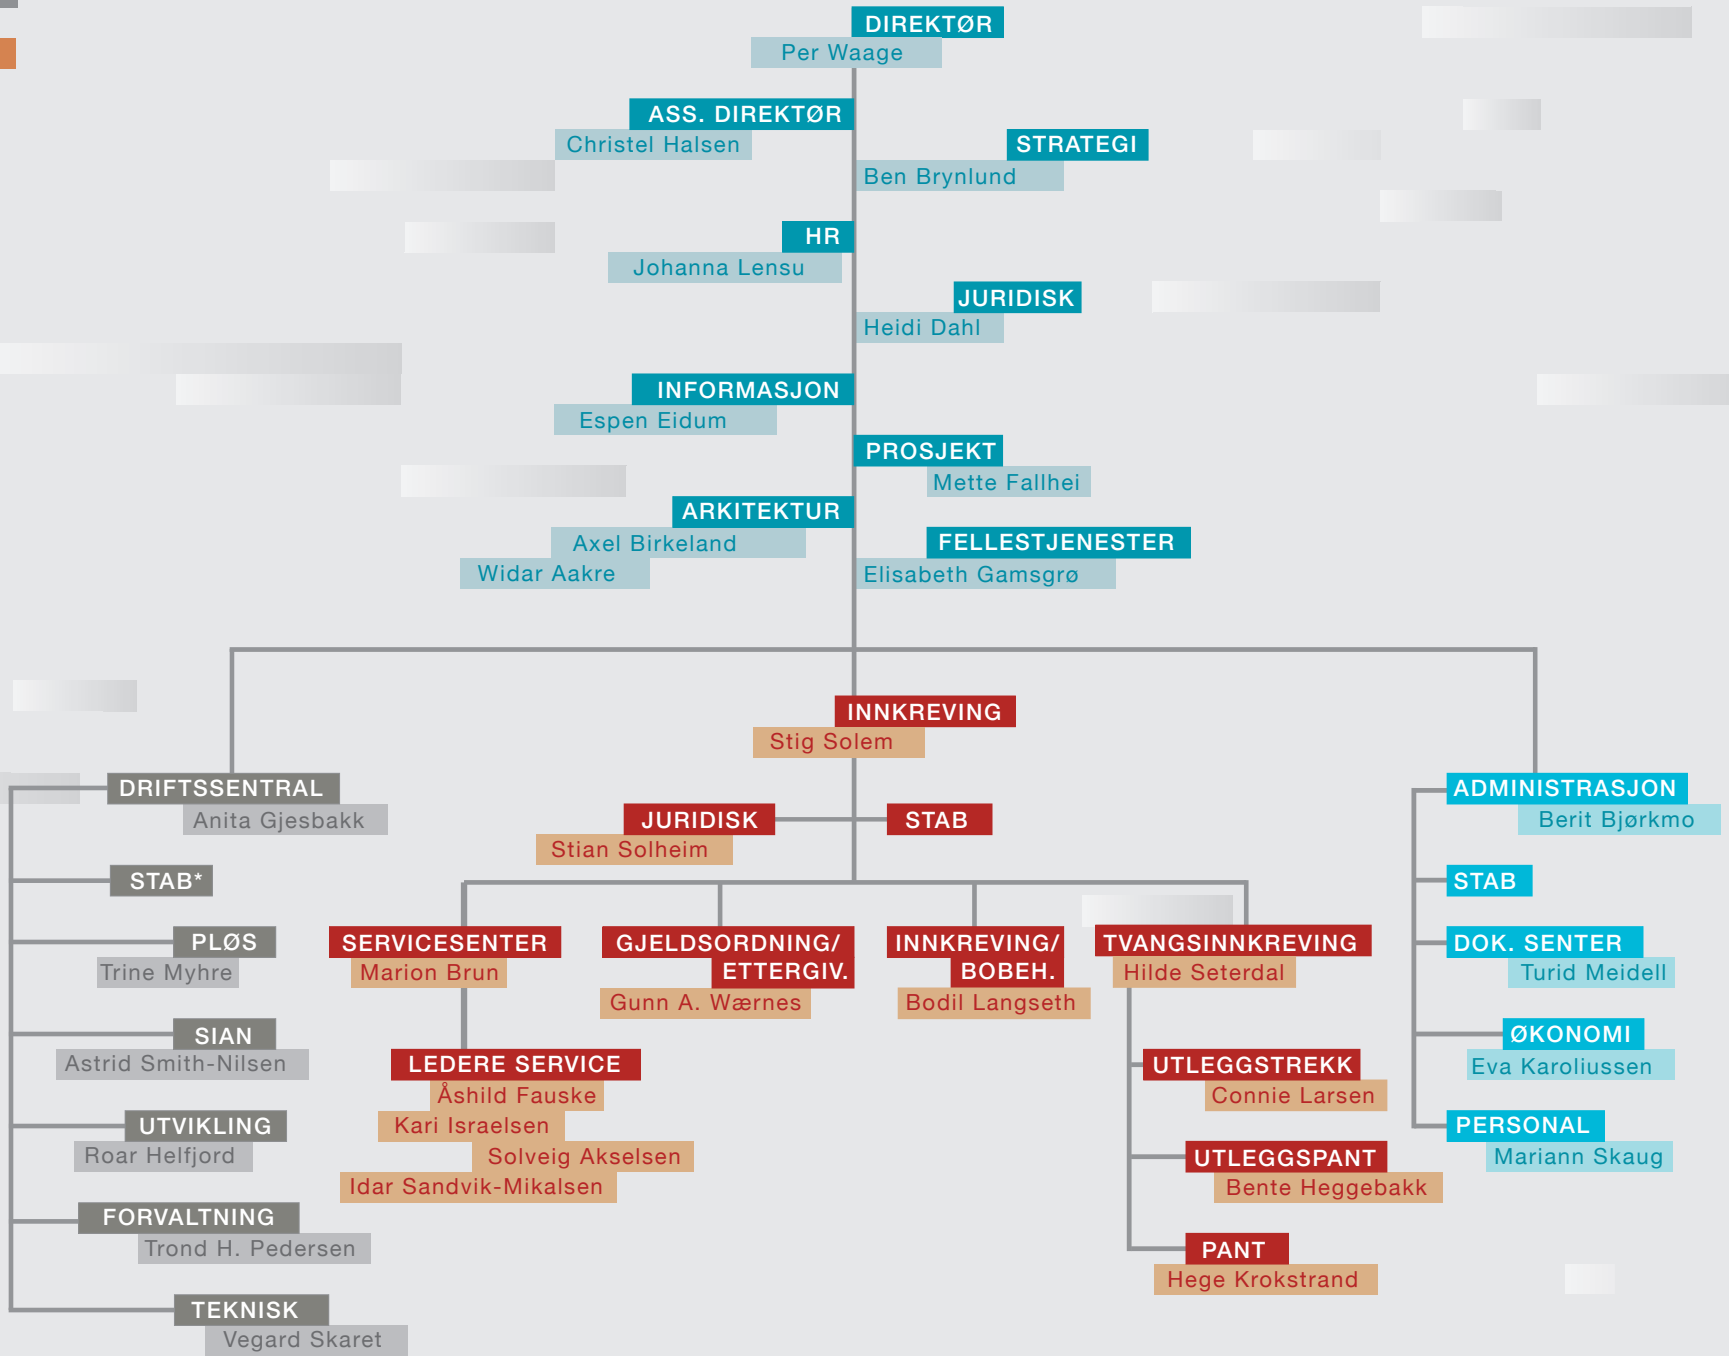 DIREKTØR
Per Waage
ASS. DIREKTØR
Christel Halsen
STRATEGI
Ben Brynlund
HR
Johanna Lensu
JURIDISK
Heidi Dahl
INFORMASJON
Espen Eidum
PROSJEKT
Mette Fallhei
ARKITEKTUR
Axel Birkeland
Widar Aakre
FELLESTJENESTER
Elisabeth Gamsgrø
INNKREVING
Stig Solem
JURIDISK
Stian Solheim
STAB
DRIFTSSENTRAL
Anita Gjesbakk
STAB*
PLØS
Trine Myhre
SIAN
Astrid Smith-Nilsen
UTVIKLING
Roar Helfjord
FORVALTNING
Trond H. Pedersen
TEKNISK
Vegard Skaret
SERVICESENTER
Marion Brun
LEDERE SERVICE
Åshild Fauske
Kari Israelsen
Solveig Akselsen
Idar Sandvik-Mikalsen
GJELDSORDNING/
ETTERGIV.
Gunn A. Wærnes
INNKREVING/
BOBEH.
Bodil Langseth
TVANGSINNKREVING
Hilde Seterdal
UTLEGGSTREKK
Connie Larsen
UTLEGGSPANT
Bente Heggebakk
PANT
Hege Krokstrand
ADMINISTRASJON
Berit Bjørkmo
STAB
DOK. SENTER
Turid Meidell
ØKONOMI
Eva Karoliussen
PERSONAL
Mariann Skaug